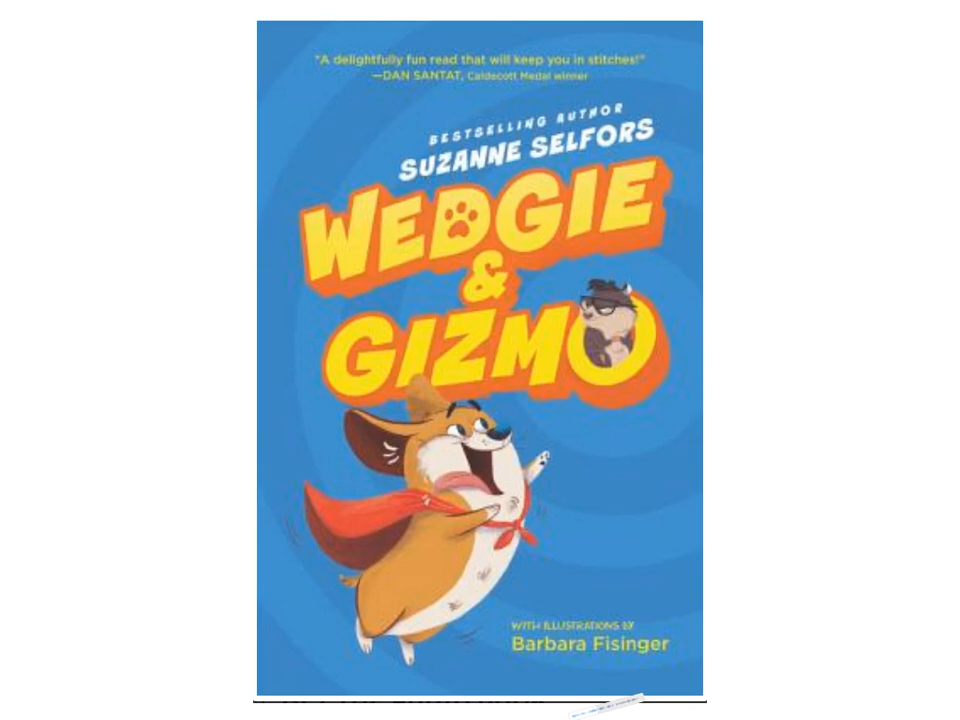 "A delightfully fun read that will keep you in stitches!"
—DAN SANTAT, Caldecott Medal winner
BESTSELLING AUTHOR
SUZANNE SELFORS
WEDGIE
&
GIZMO
WITH ILLUSTRATIONS BY
Barbara Fisinger